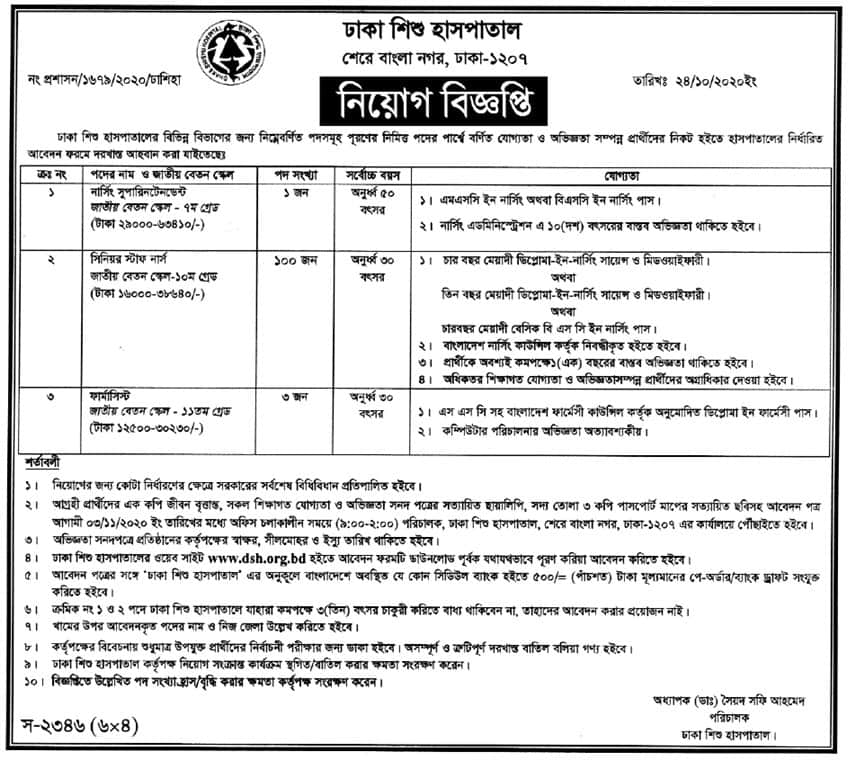 ঢাকা শিশু হাসপাতাল
শেরে বাংলা নগর, ঢাকা-১২০৭
নং প্রশাসন/১৬৭৯/২০২০/ঢাশিহা
তারিখঃ ২৪/১০/২০২০ইং
নিয়োগ বিজ্ঞপ্তি
ঢাকা শিশু হাসপাতালের বিভিন্ন বিভাগের জন্য নিম্নেবর্ণিত পদসমূহ পূরণের নিমিত্ত পদের পার্শ্বে বর্ণিত যোগ্যতা ও অভিজ্ঞতা সম্পন্ন প্রার্থীদের নিকট হইতে হাসপাতালের নির্ধারিত
আবেদন ফরমে দরখাস্ত আহবান করা যাইতেছেঃ
ক্রঃ নং পদের নাম ও জাতীয় বেতন স্কেল পদ সংখ্যা সর্বোচ্চ বয়স যোগ্যতা
১ নার্সিং সুপারিনটেনডেন্ট ১ জন অনুর্ধ্ব ৫০
জাতীয় বেতন স্কেল - ৭ম গ্রেড বৎসর ১। এমএসসি ইন নার্সিং অথবা বিএসসি ইন নার্সিং পাস।
(টাকা ২৯০০০-৬৩৪১০/-) ২। নার্সিং এডমিনিস্ট্রেশন এ ১০(দশ) বৎসরের বাস্তব অভিজ্ঞতা থাকিতে হইবে।
২ সিনিয়র স্টাফ নার্স ১০০ জন অনুর্ধ্ব ৩০ ১। চার বছর মেয়াদী ডিপ্লোমা-ইন-নার্সিং সায়েন্স ও মিডওয়াইফারী।
জাতীয় বেতন স্কেল-১০ম গ্রেড বৎসর অথবা
(টাকা ১৬০০০-৩৮৬৪০/-) তিন বছর মেয়াদী ডিপ্লোমা-ইন-নার্সিং সায়েন্স ও মিডওয়াইফারী।
অথবা
চারবছর মেয়াদী বেসিক বি এস সি ইন নার্সিং পাস।
২। বাংলাদেশ নার্সিং কাউন্সিল কর্তৃক নিবন্ধীকৃত হইতে হইবে।
৩। প্রার্থীকে অবশ্যই কমপক্ষে১(এক) বছরের বাস্তব অভিজ্ঞতা থাকিতে হইবে।
৪। অধিকতর শিক্ষাগত যোগ্যতা ও অভিজ্ঞতাসম্পন্ন প্রার্থীদের অগ্রাধিকার দেওয়া হইবে।
৩ ফার্মাসিস্ট ৩ জন অনুর্ধ্ব ৩০
জাতীয় বেতন স্কেল - ১১তম গ্রেড বৎসর ১। এস এস সি সহ বাংলাদেশ ফার্মেসী কাউন্সিল কর্তৃক অনুমোদিত ডিপ্লোমা ইন ফার্মেসী পাস।
(টাকা ১২৫০০-৩০২৩০/-) ২। কম্পিউটার পরিচালনার অভিজ্ঞতা অত্যাবশ্যকীয়।
শর্তাবলী
১। নিয়োগের জন্য কোটা নির্ধারণের ক্ষেত্রে সরকারের সর্বশেষ বিধিবিধান প্রতিপালিত হইবে।
২। আগ্রহী প্রার্থীদের এক কপি জীবন বৃত্তান্ত, সকল শিক্ষাগত যোগ্যতা ও অভিজ্ঞতা সনদ পত্রের সত্যায়িত ছায়ালিপি, সদ্য তোলা ৩ কপি পাসপোর্ট মাপের সত্যায়িত ছবিসহ আবেদন পত্র
আগামী ০৩/১১/২০২০ ইং তারিখের মধ্যে অফিস চলাকালীন সময়ে (৯:০০-২:০০) পরিচালক, ঢাকা শিশু হাসপাতাল, শেরে বাংলা নগর, ঢাকা-১২০৭ এর কার্যালয়ে পৌঁছাইতে হইবে।
৩। অভিজ্ঞতা সনদপত্রে প্রতিষ্ঠানের কর্তৃপক্ষের স্বাক্ষর, সীলমোহর ও ইস্যু তারিখ থাকিতে হইবে।
৪। ঢাকা শিশু হাসপাতালের ওয়েব সাইট www.dsh.org.bd হইতে আবেদন ফরমটি ডাউনলোড পূর্বক যথাযথভাবে পূরণ করিয়া আবেদন করিতে হইবে।
৫। আবেদন পত্রের সঙ্গে ‘ঢাকা শিশু হাসপাতাল’ এর অনুকূলে বাংলাদেশে অবস্থিত যে কোন সিডিউল ব্যাংক হইতে ৫০০/= (পাঁচশত) টাকা মূল্যমানের পে-অর্ডার/ব্যাংক ড্রাফট সংযুক্ত
করিতে হইবে।
৬। ক্রমিক নং ১ ও ২ পদে ঢাকা শিশু হাসপাতালে যাহারা কমপক্ষে ৩(তিন) বৎসর চাকুরী করিতে বাধ্য থাকিবেন না, তাহাদের আবেদন করার প্রয়োজন নাই।
৭। খামের উপর আবেদনকৃত পদের নাম ও নিজ জেলা উল্লেখ করিতে হইবে।
৮। কর্তৃপক্ষের বিবেচনায় শুধুমাত্র উপযুক্ত প্রার্থীদের নির্বাচনী পরীক্ষার জন্য ডাকা হইবে। অসম্পূর্ণ ও ত্রুটিপূর্ণ দরখাস্ত বাতিল বলিয়া গণ্য হইবে।
৯। ঢাকা শিশু হাসপাতাল কর্তৃপক্ষ নিয়োগ সংক্রান্ত কার্যক্রম স্থগিত/বাতিল করার ক্ষমতা সংরক্ষণ করেন।
১০। বিজ্ঞপ্তিতে উল্লেখিত পদ সংখ্যা হ্রাস/বৃদ্ধি করার ক্ষমতা কর্তৃপক্ষ সংরক্ষণ করেন।
অধ্যাপক (ডাঃ) সৈয়দ সফি আহমেদ
পরিচালক
ঢাকা শিশু হাসপাতাল।
স-২৩৪৬ (৬×৪)